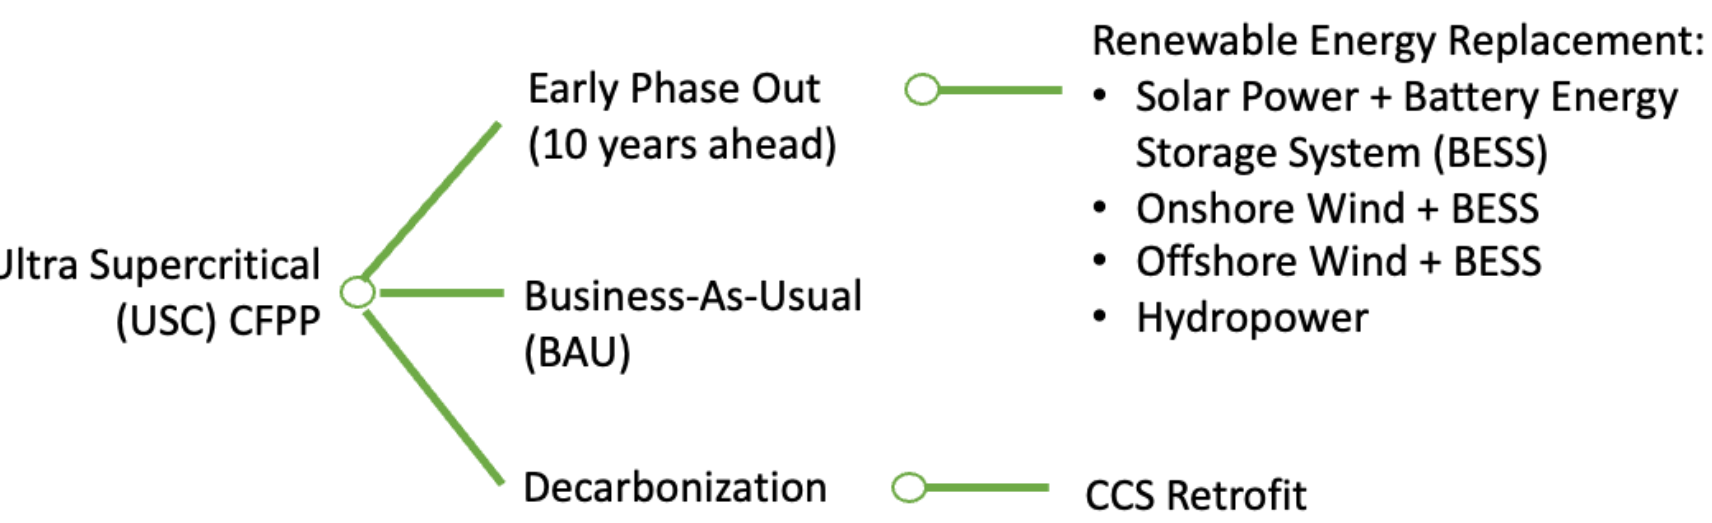 Ultra Supercritical
(USC) CFPP
Early Phase Out
(10 years ahead)
Business-As-Usual
(BAU)
Decarbonization
Renewable Energy Replacement:
• Solar Power + Battery Energy
Storage System (BESS)
• Onshore Wind + BESS
• Offshore Wind + BESS
• Hydropower
CCS Retrofit